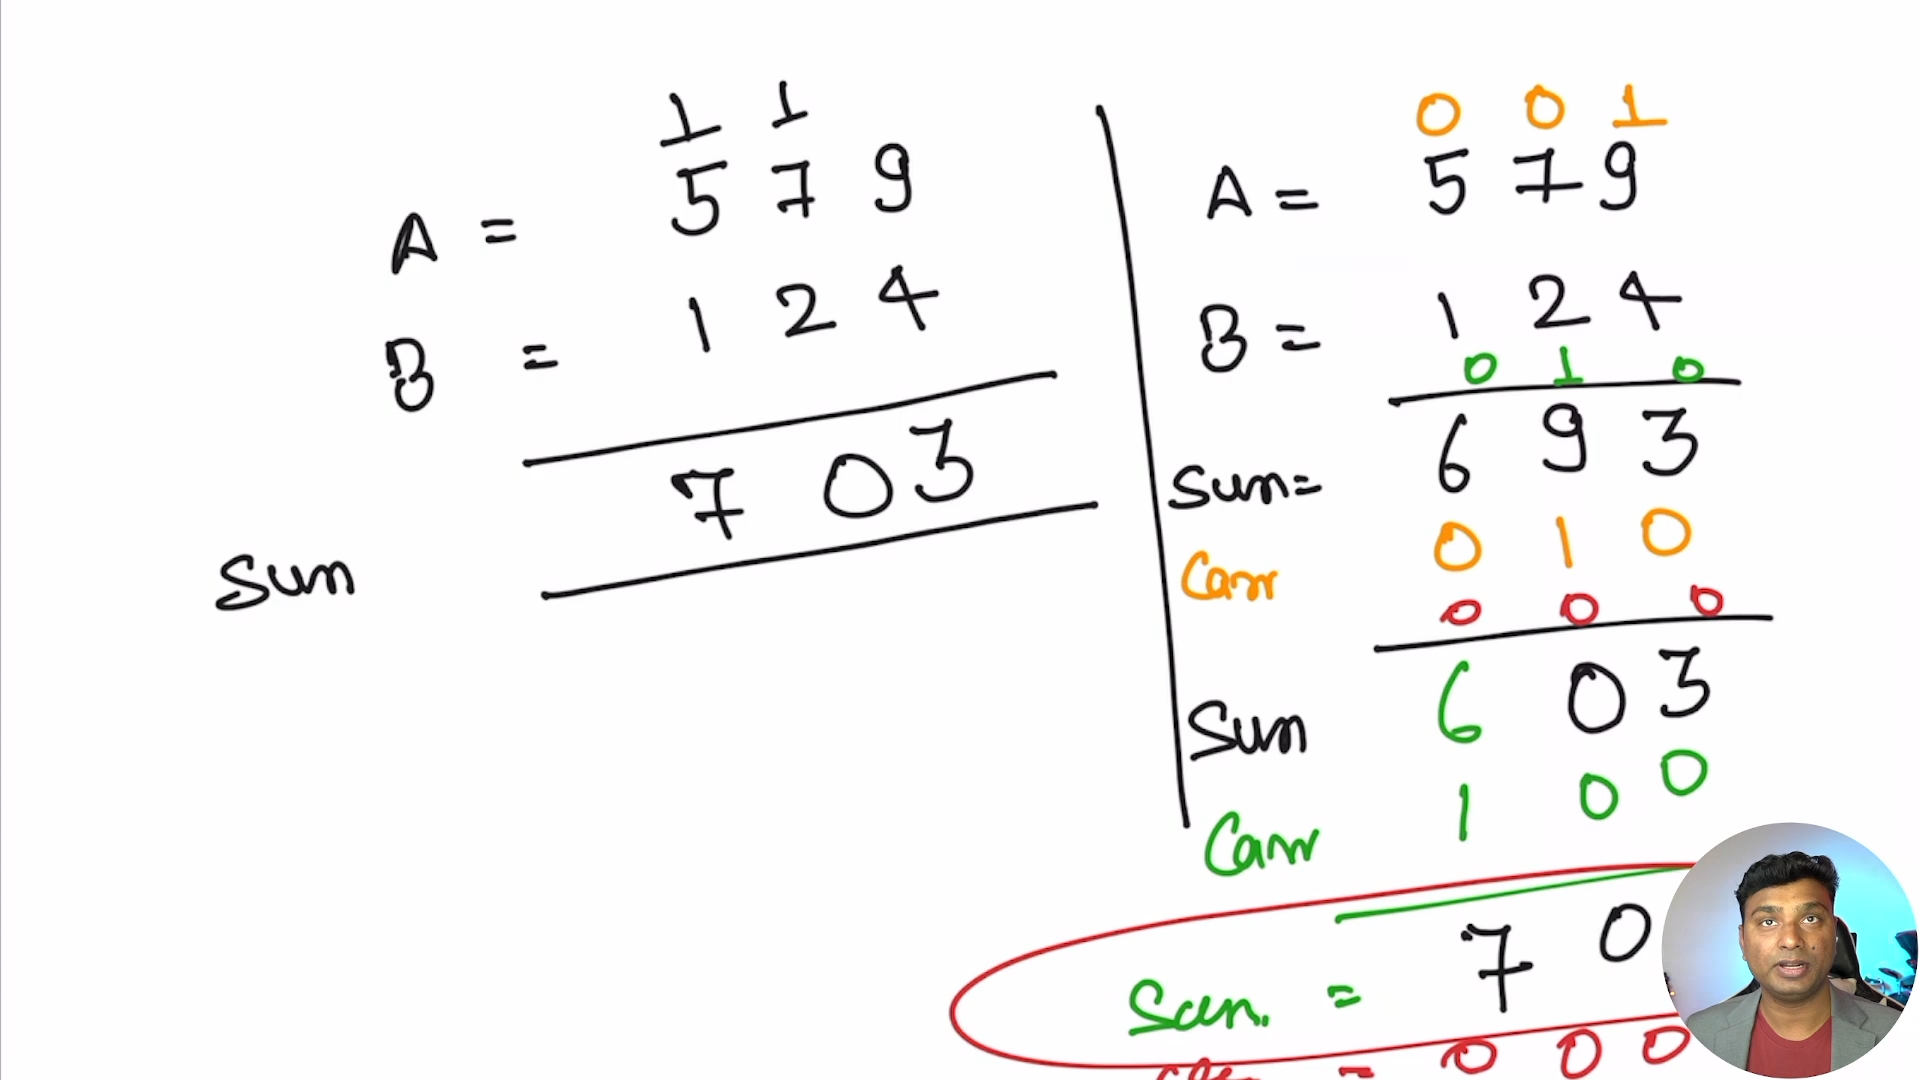 1 1
A = 5 7 9
B = 1 2 4
7 0 3
Sum
0 0 1
A = 5 7 9
B = 1 2 4
0 1 0
Sum = 6 9 3
Carr 0 1 0
0 0 0
Sum 6 0 3
Carr 1 0 0
Sum. = 7 0
= 0 0 0